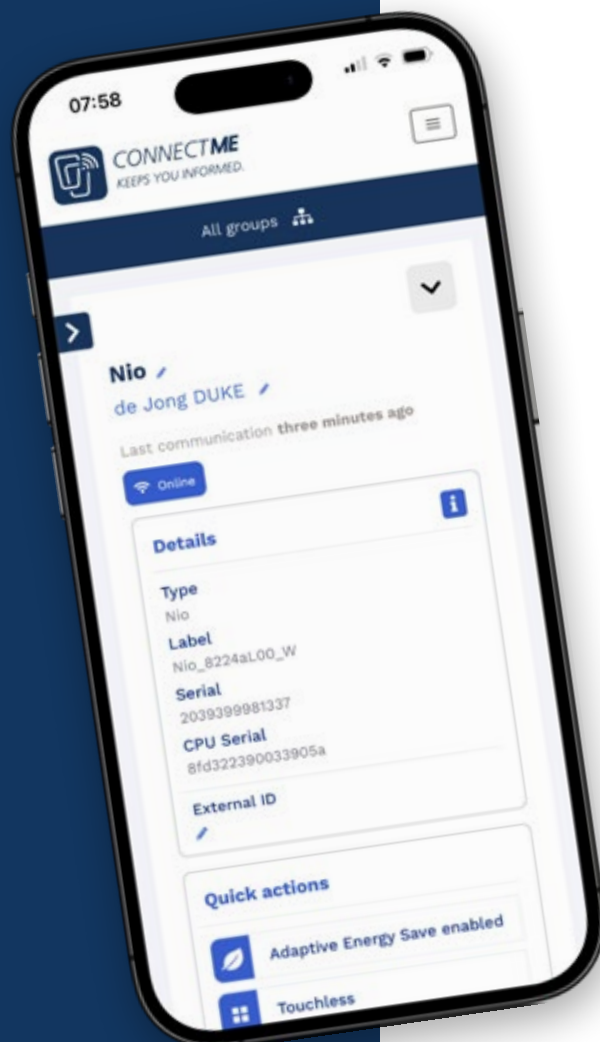 07:58
CONNECTME
KEEPS YOU INFORMED.
All groups
Nio
de Jong DUKE
Last communication three minutes ago
Online
Details
Type
Nio
Label
Nio_8224aL00_W
Serial
2039399981337
CPU Serial
8fd322390033905a
External ID
Quick actions
Adaptive Energy Save enabled
Touchless